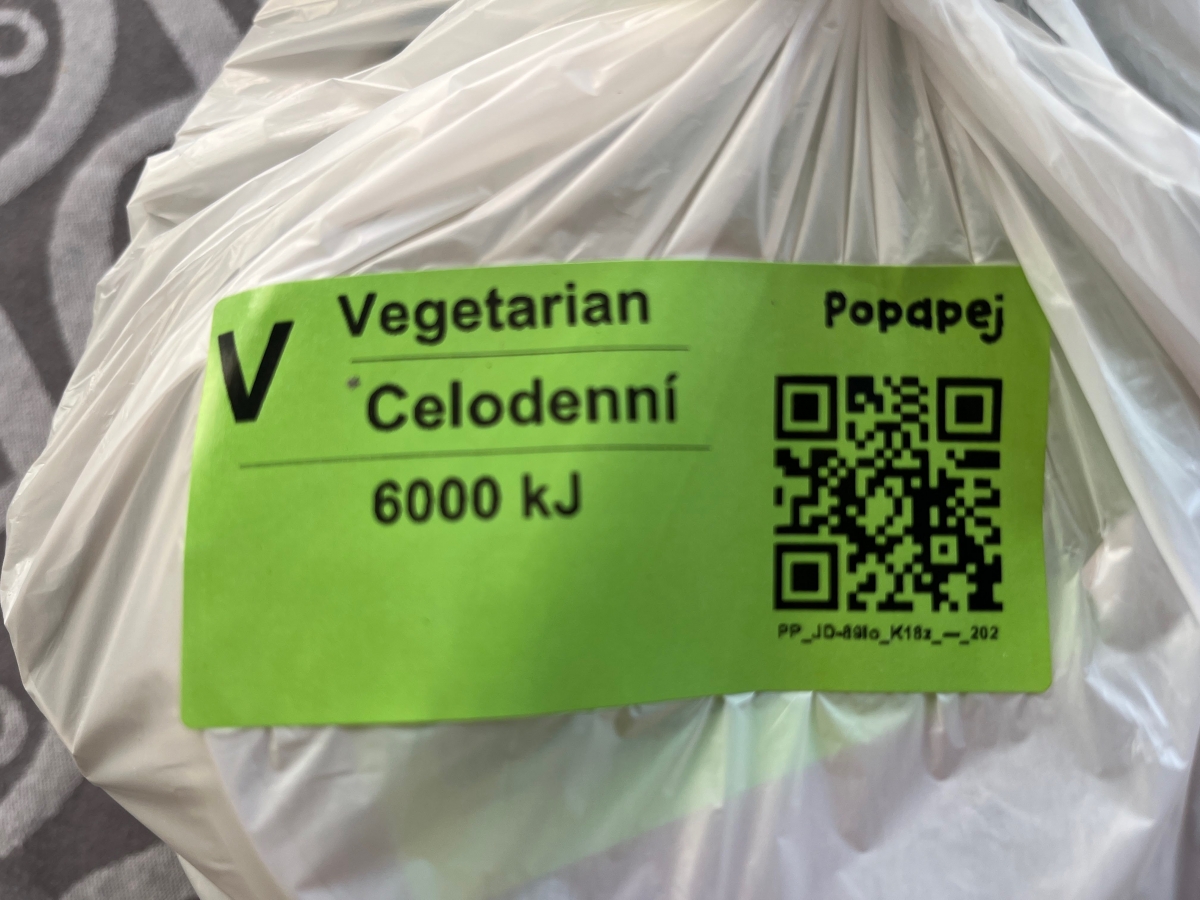 V
Vegetarian
*Celodenní
6000 kJ
Popapej